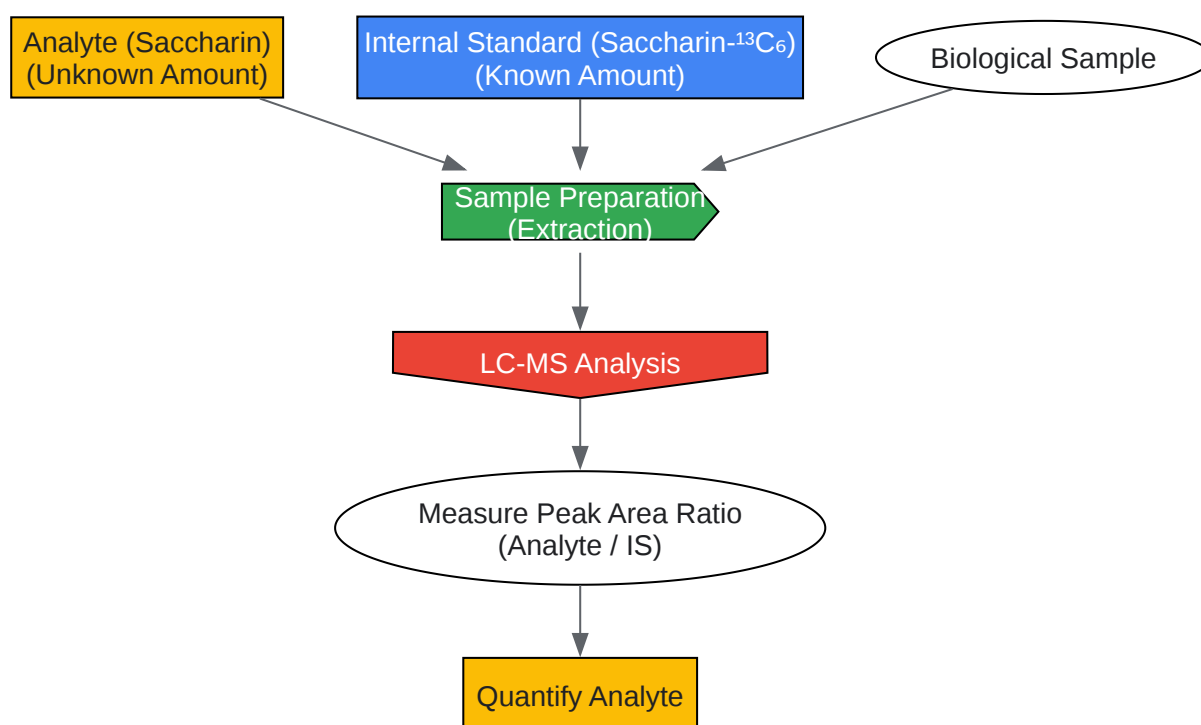 Analyte (Saccharin)
(Unknown Amount)
Internal Standard (Saccharin-¹³C₆)
(Known Amount)
Biological Sample
Sample Preparation
(Extraction)
LC-MS Analysis
Measure Peak Area Ratio
(Analyte / IS)
Quantify Analyte